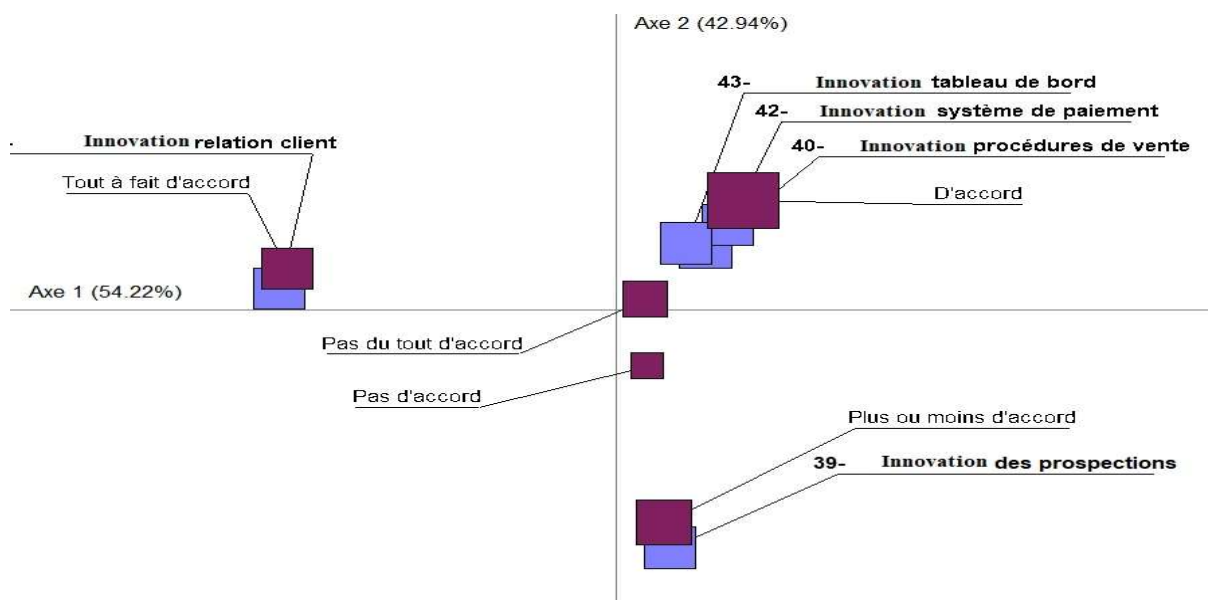 Axe 2 (42.94%)
43- Innovation tableau de bord
42- Innovation système de paiement
- Innovation relation client
40- Innovation procédures de vente
Tout à fait d'accord
D'accord
Axe 1 (54.22%)
Pas du tout d'accord
Pas d'accord
Plus ou moins d'accord
39- Innovation des prospections